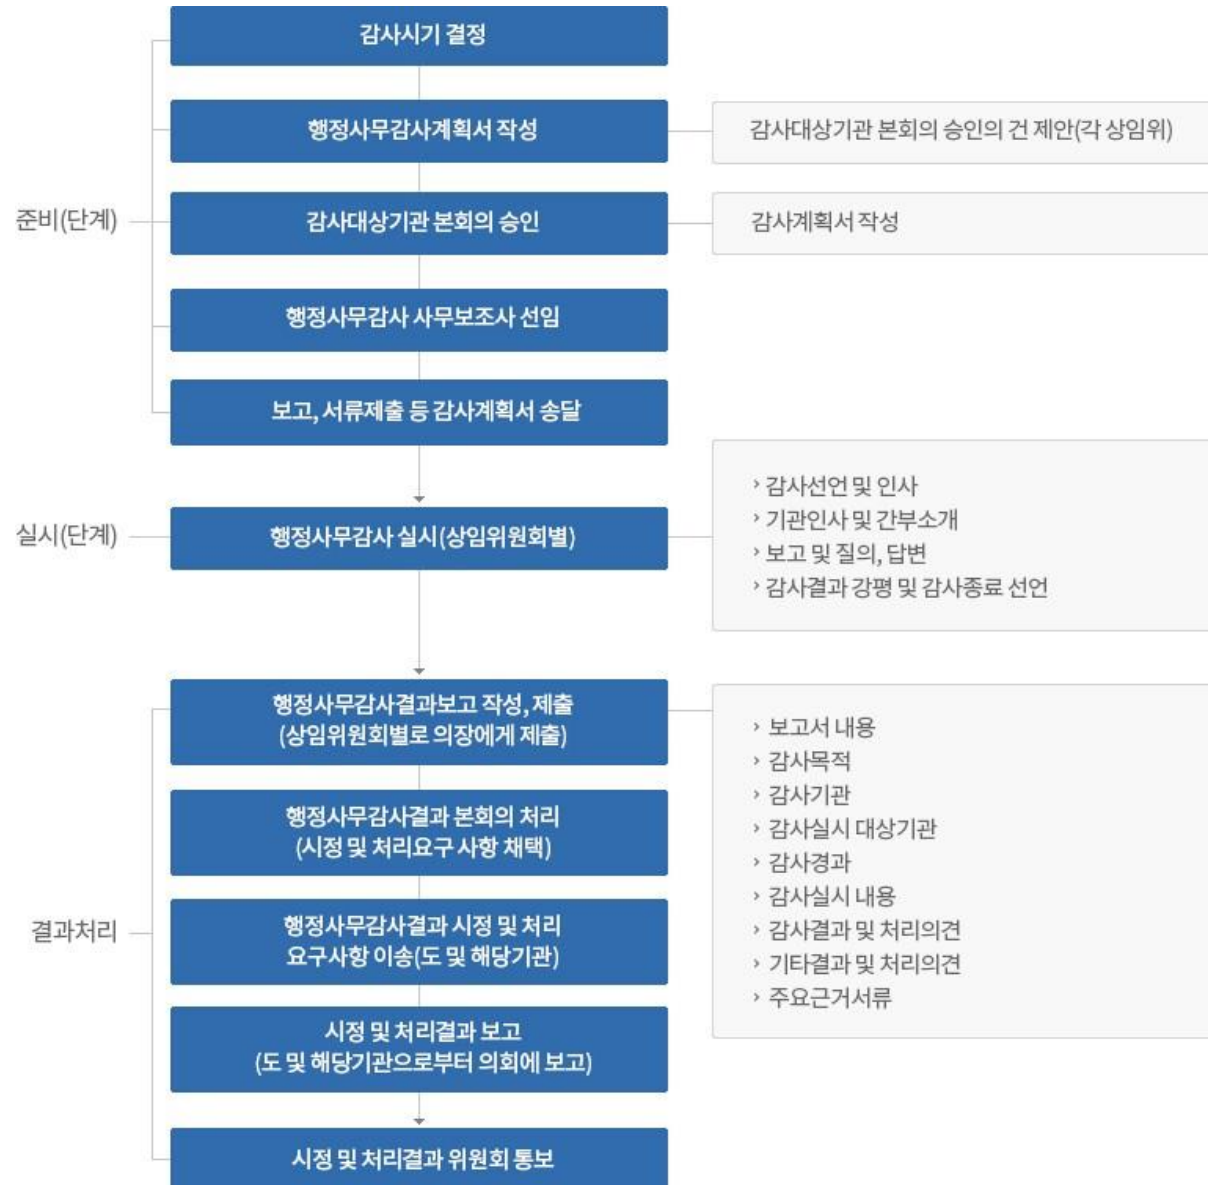 감사시기 결정
행정사무감사계획서 작성
감사대상기관 본회의 승인의 건 제안(각 상임위)
준비(단계)
감사대상기관 본회의 승인
감사계획서 작성
행정사무감사 사무보조사 선임
보고, 서류제출 등 감사계획서 송달
실시(단계)
행정사무감사 실시(상임위원회별)
› 감사선언 및 인사
› 기관인사 및 간부소개
› 보고 및 질의, 답변
› 감사결과 강평 및 감사종료 선언
결과처리
행정사무감사결과보고 작성, 제출
(상임위원회별로 의장에게 제출)
› 보고서 내용
› 감사목적
› 감사기관
› 감사실시 대상기관
› 감사경과
› 감사실시 내용
› 감사결과 및 처리의견
› 기타결과 및 처리의견
› 주요근거서류
행정사무감사결과 본회의 처리
(시정 및 처리요구 사항 채택)
행정사무감사결과 시정 및 처리
요구사항 이송(도 및 해당기관)
시정 및 처리결과 보고
(도 및 해당기관으로부터 의회에 보고)
시정 및 처리결과 위원회 통보